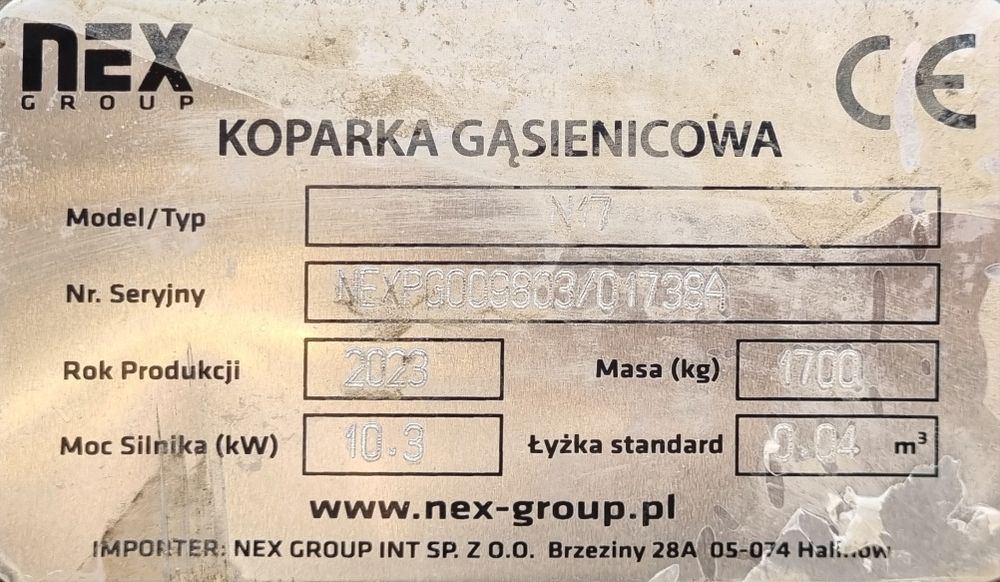 NEX
GROUP
CE
KOPARKA GĄSIENICOWA
Model/Typ N17
Nr. Seryjny NEXPG009803/01738A
Rok Produkcji 2023 Masa (kg) 1700
Moc Silnika (kW) 10.3 Łyżka standard 0.04 m³
www.nex-group.pl
IMPORTER: NEX GROUP INT SP. Z O.O. Brzeziny 28A 05-074